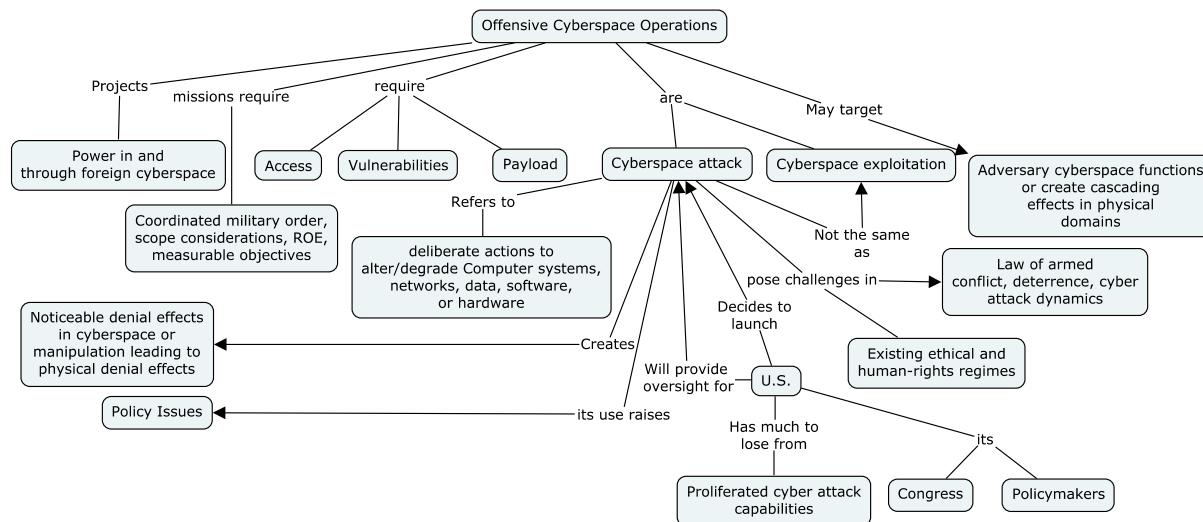 Offensive Cyberspace Operations
Projects
missions require
require
are
May target
Power in and
through foreign cyberspace
Access
Vulnerabilities
Payload
Cyberspace attack
Cyberspace exploitation
Adversary cyberspace functions
or create cascading
effects in physical
domains
Coordinated military order,
scope considerations, ROE,
measurable objectives
Refers to
deliberate actions to
alter/degrade Computer systems,
networks, data, software,
or hardware
Not the same
as
pose challenges in
Law of armed
conflict, deterrence, cyber
attack dynamics
Noticeable denial effects
in cyberspace or
manipulation leading to
physical denial effects
Creates
Decides to
launch
Existing ethical and
human-rights regimes
Will provide
oversight for
U.S.
Policy Issues
its use raises
Has much to
lose from
its
Proliferated cyber attack
capabilities
Congress
Policymakers